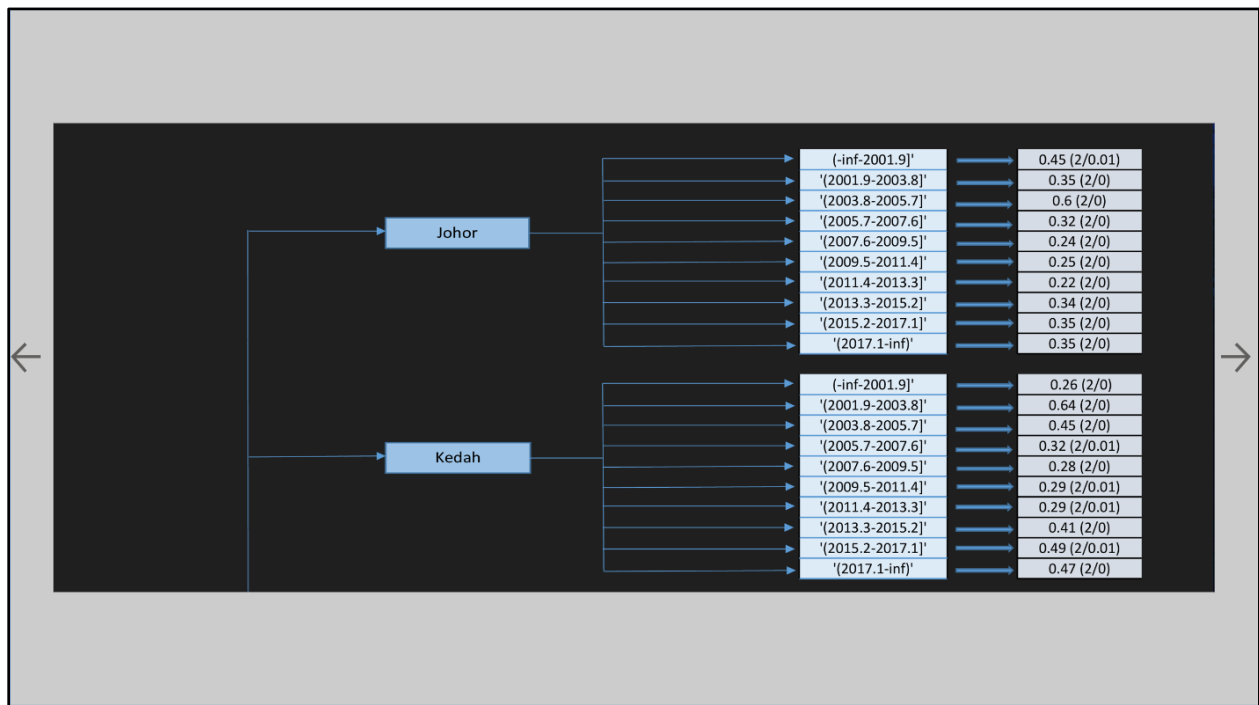 (-inf-2001.9]' 0.45 (2/0.01)
'(2001.9-2003.8]' 0.35 (2/0)
'(2003.8-2005.7]' 0.6 (2/0)
'(2005.7-2007.6]' 0.32 (2/0)
Johor
'(2007.6-2009.5]' 0.24 (2/0)
'(2009.5-2011.4]' 0.25 (2/0)
'(2011.4-2013.3]' 0.22 (2/0)
'(2013.3-2015.2]' 0.34 (2/0)
'(2015.2-2017.1]' 0.35 (2/0)
'(2017.1-inf)' 0.35 (2/0)
(-inf-2001.9]' 0.26 (2/0)
'(2001.9-2003.8]' 0.64 (2/0)
'(2003.8-2005.7]' 0.45 (2/0)
'(2005.7-2007.6]' 0.32 (2/0.01)
Kedah
'(2007.6-2009.5]' 0.28 (2/0)
'(2009.5-2011.4]' 0.29 (2/0.01)
'(2011.4-2013.3]' 0.29 (2/0.01)
'(2013.3-2015.2]' 0.41 (2/0)
'(2015.2-2017.1]' 0.49 (2/0.01)
'(2017.1-inf)' 0.47 (2/0)